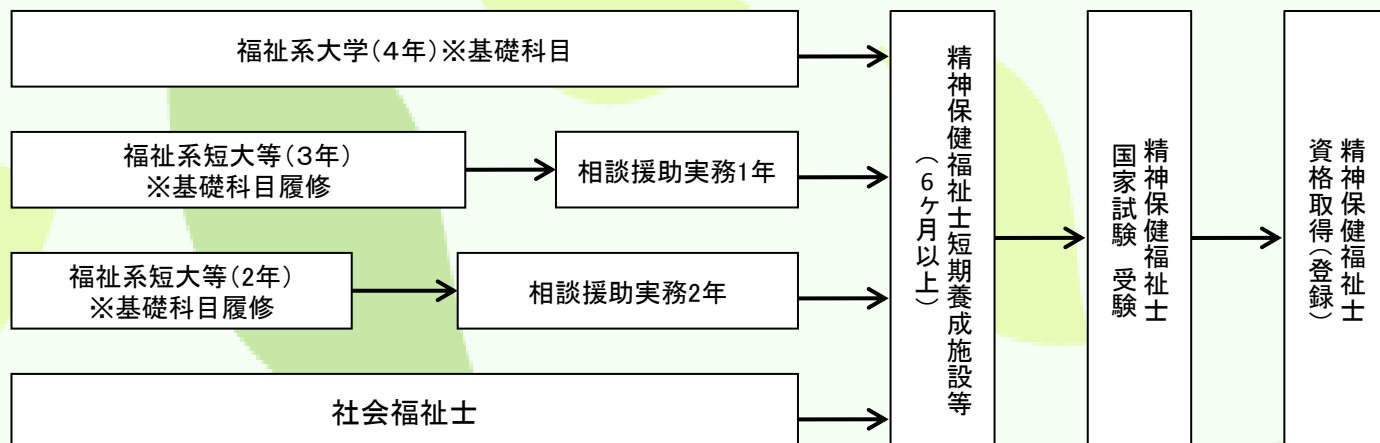 福祉系大学(４年)※基礎科目
福祉系短大等(３年)
※基礎科目履修
相談援助実務1年
福祉系短大等(2年)
※基礎科目履修
相談援助実務2年
社会福祉士
精神保健福祉士短期養成施設等
(６ケ月以上)
精神保健福祉士
国家試験 受験
精神保健福祉士
資格取得(登録)